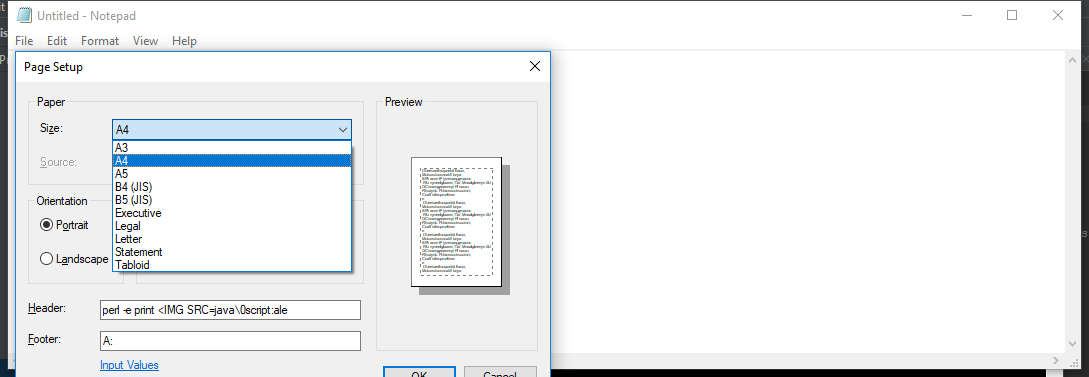 Untitled - Notepad
File Edit Format View Help
Page Setup
Paper
Size:
A4
A3
A4
A5
B4 (JIS)
B5 (JIS)
Executive
Legal
Letter
Statement
Tabloid
Source:
Orientation
Portrait
Landscape
Header:
perl -e print <IMG SRC=java\0script:ale
Footer:
A:
Input Values
Preview
OK
Cancel